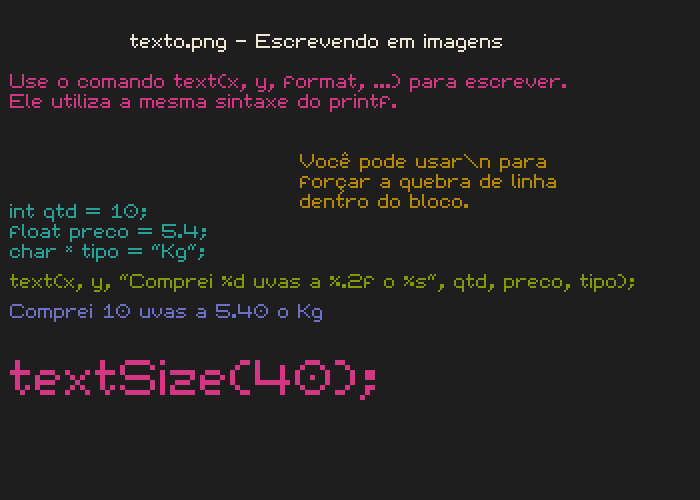 texto.png - Escrevendo em imagens
Use o comando text(x, y, format, ...) para escrever.
Ele utiliza a mesma sintaxe do printf.
Você pode usar\n para
forçar a quebra de linha
dentro do bloco.
int qtd = 10;
float preco = 5.4;
char * tipo = "Kg";
text(x, y, "Comprei %d uvas a %.2f o %s", qtd, preco, tipo);
Comprei 10 uvas a 5.40 o Kg
textSize(40);